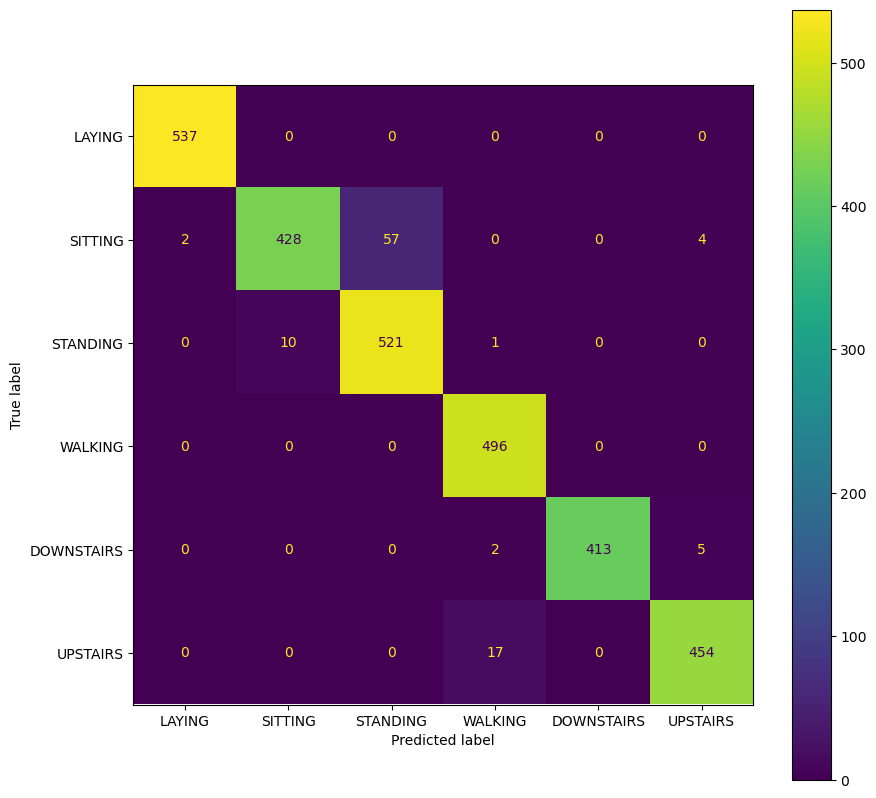 LAYING 537 0 0 0 0 0
SITTING 2 428 57 0 0 4
STANDING 0 10 521 1 0 0
WALKING 0 0 0 496 0 0
DOWNSTAIRS 0 0 0 2 413 5
UPSTAIRS 0 0 0 17 0 454
LAYING SITTING STANDING WALKING DOWNSTAIRS UPSTAIRS
Predicted label
True label
500
400
300
200
100
0